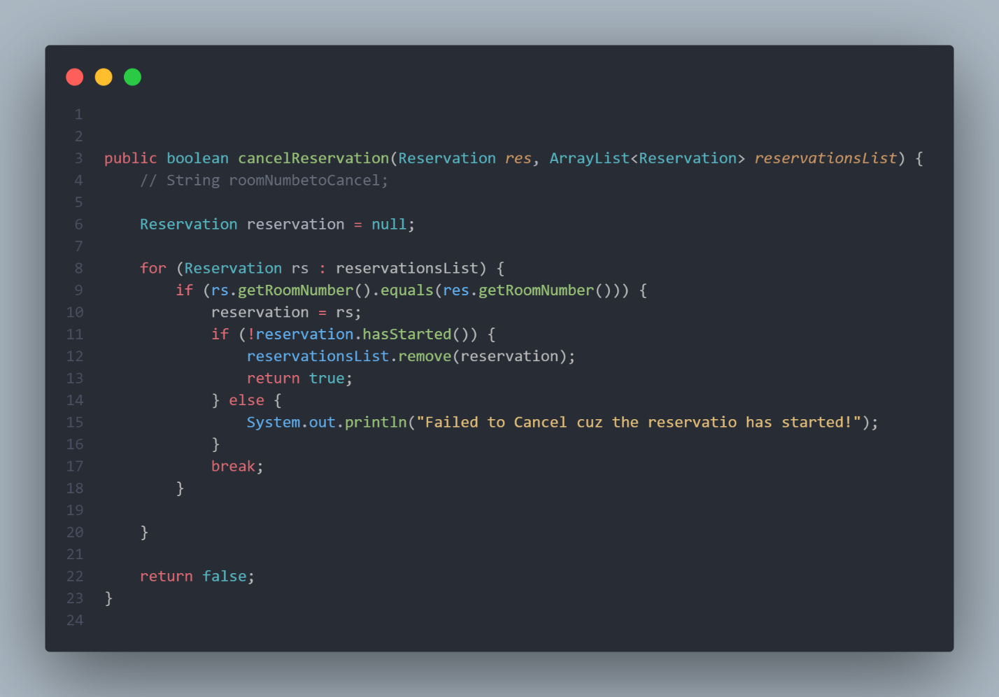 1
2
3 public boolean cancelReservation(Reservation res, ArrayList<Reservation> reservationsList) {
4 // String roomNumbetoCancel;
5
6 Reservation reservation = null;
7
8 for (Reservation rs : reservationsList) {
9 if (rs.getRoomNumber().equals(res.getRoomNumber())) {
10 reservation = rs;
11 if (!reservation.hasStarted()) {
12 reservationsList.remove(reservation);
13 return true;
14 } else {
15 System.out.println("Failed to Cancel cuz the reservatio has started!");
16 }
17 break;
18 }
19
20 }
21
22 return false;
23 }
24